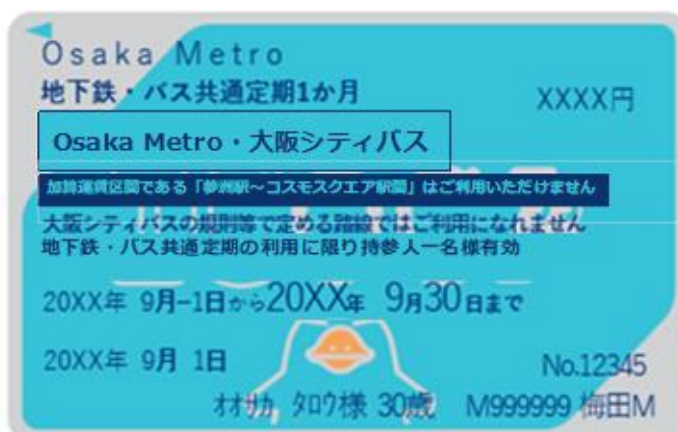 Osaka Metro
地下鉄・バス共通定期1か月
XXXX円
Osaka Metro・大阪シティバス
加算運賃区間である「夢洲駅~コスモスクエア駅間」はご利用いただけません
大阪シティバスの規則等で定める路線ではご利用になれません
地下鉄・バス共通定期の利用に限り持参人一名様有効
20XX年 9月-1日から20XX年 9月30日まで
20XX年 9月 1日
No.12345
オオサカ タロウ様 30歳 M999999 梅田M